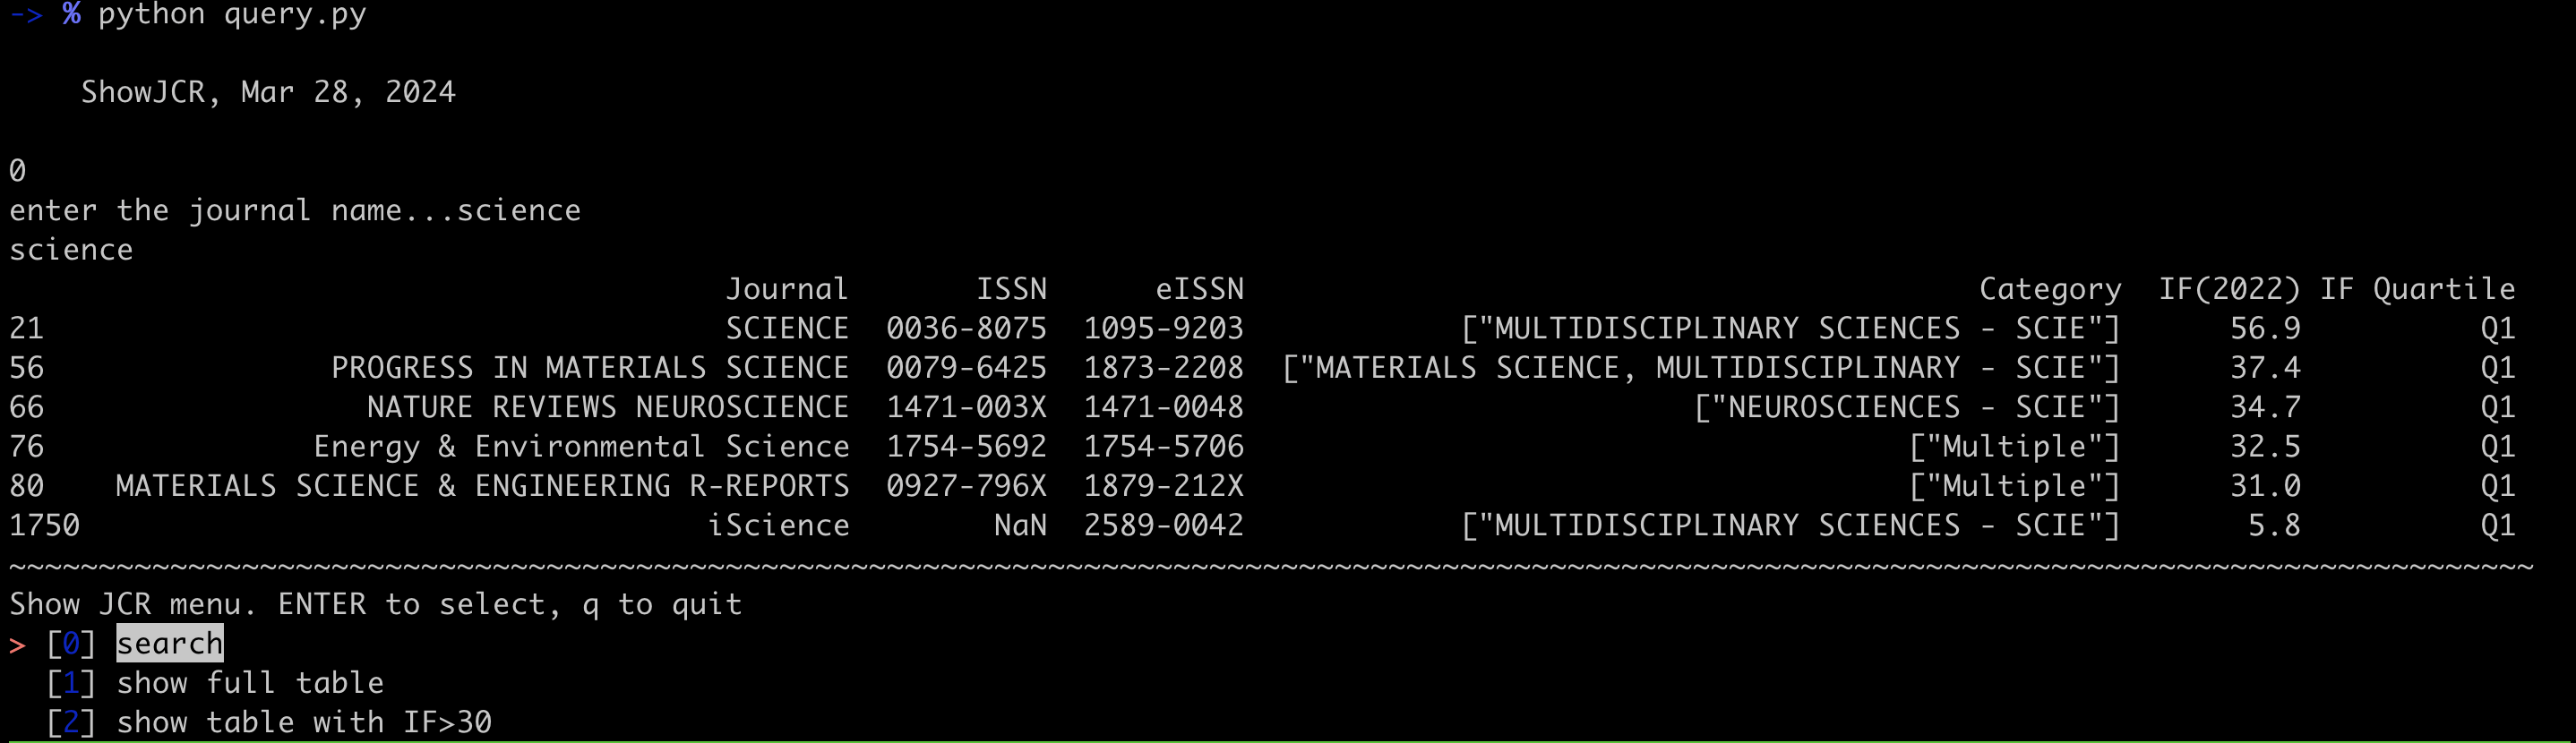 -> % python query.py
ShowJCR, Mar 28, 2024
0
enter the journal name...science
science
Journal ISSN eISSN Category IF(2022) IF Quartile
21 SCIENCE 0036-8075 1095-9203 ["MULTIDISCIPLINARY SCIENCES - SCIE"] 56.9 Q1
56 PROGRESS IN MATERIALS SCIENCE 0079-6425 1873-2208 ["MATERIALS SCIENCE, MULTIDISCIPLINARY - SCIE"] 37.4 Q1
66 NATURE REVIEWS NEUROSCIENCE 1471-003X 1471-0048 ["NEUROSCIENCES - SCIE"] 34.7 Q1
76 Energy & Environmental Science 1754-5692 1754-5706 ["Multiple"] 32.5 Q1
80 MATERIALS SCIENCE & ENGINEERING R-REPORTS 0927-796X 1879-212X ["Multiple"] 31.0 Q1
1750 iScience NaN 2589-0042 ["MULTIDISCIPLINARY SCIENCES - SCIE"] 5.8 Q1
~~~~~~~~~~~~~~~~~~~~~~~~~~~~~~~~~~~~~~~~~~~~~~~~~~~~~~~~~~~~~~~~~~~~~~~~~~~~~~~~~~~~~~~~~~~~~~~~~~~~~~~~~~~~~~~~~~~~~~~~~~~~~~~~~~~~~~~~~~~~~
Show JCR menu. ENTER to select, q to quit
> [0] search
[1] show full table
[2] show table with IF>30